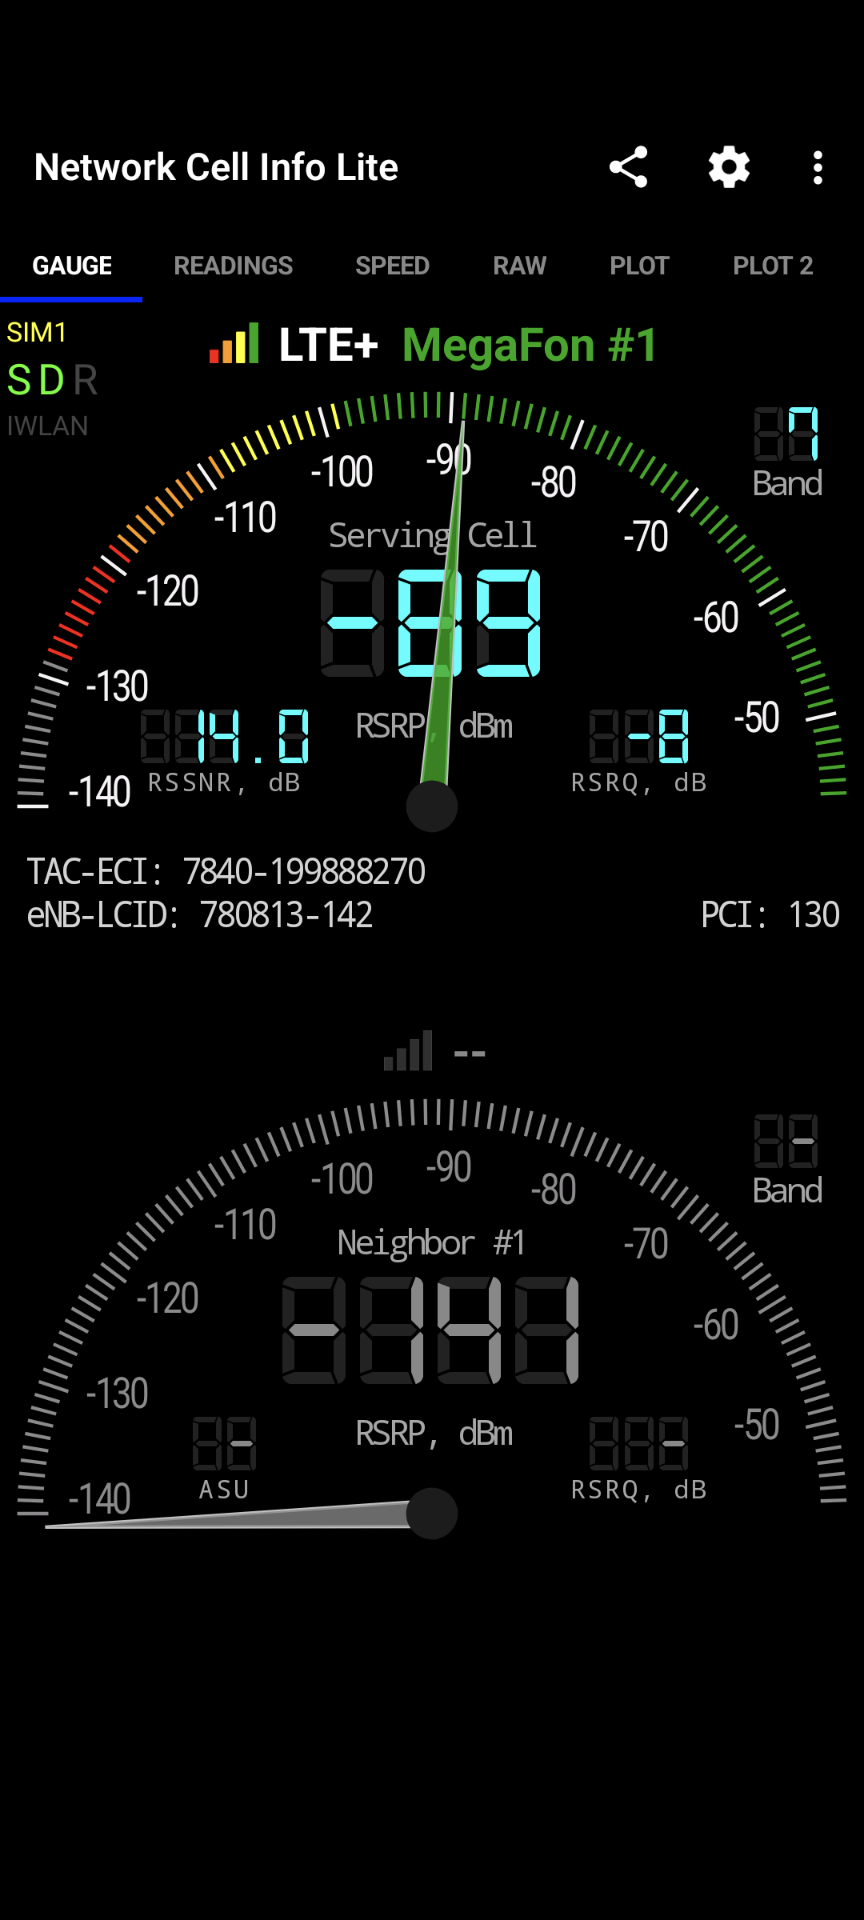 Network Cell Info Lite
GAUGE READINGS SPEED RAW PLOT PLOT 2
SIM1
LTE+ MegaFon #1
S D R
IWLAN
7
Band
-140 -130 -120 -110 -100 -90 -80 -70 -60 -50
Serving Cell
-89
RSRP, dBm
14.0
RSSNR, dB
-8
RSRQ, dB
TAC-ECI: 7840-199888270
eNB-LCID: 780813-142 PCI: 130
--
-
Band
-140 -130 -120 -110 -100 -90 -80 -70 -60 -50
Neighbor #1
-141
RSRP, dBm
-
ASU
-
RSRQ, dB